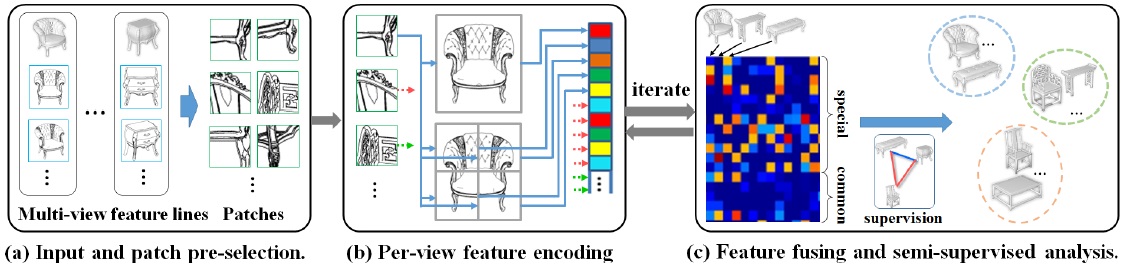 Multi-view feature lines
Patches
iterate
special
common
supervision
(a) Input and patch pre-selection.
(b) Per-view feature encoding
(c) Feature fusing and semi-supervised analysis.